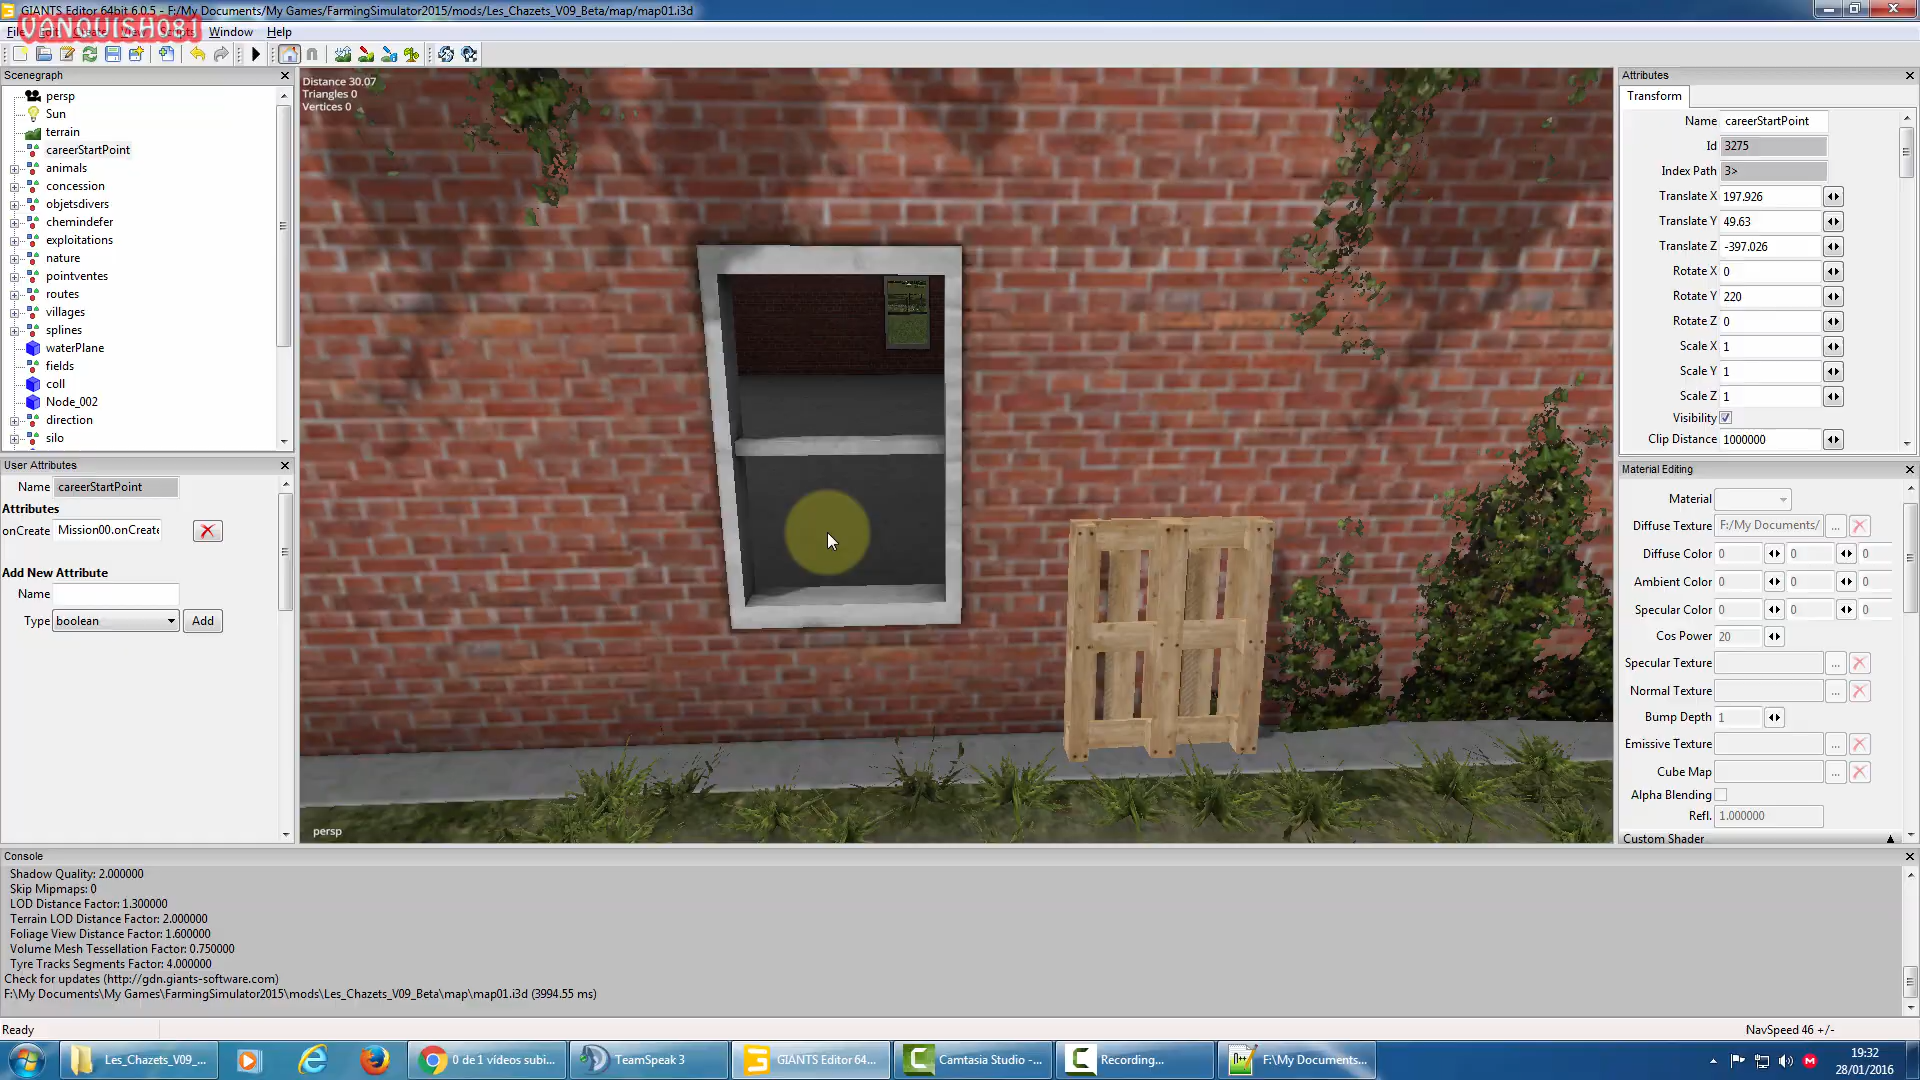 GIANTS Editor 64bit 6.0.5 - F:/My Documents/My Games/FarmingSimulator2015/mods/Les_Chazets_V09_Beta/map/map01.i3d
VANQUISH081
Window Help
Scenegraph
persp
Sun
terrain
careerStartPoint
animals
concession
objetsdivers
chemindefer
exploitations
nature
pointventes
routes
villages
splines
waterPlane
fields
coll
Node_002
direction
silo
User Attributes
Name careerStartPoint
Attributes
onCreate Mission00.onCreate
Add New Attribute
Name
Type boolean Add
Distance 30.07
Triangles 0
Vertices 0
persp
Attributes
Transform
Name careerStartPoint
Id 3275
Index Path 3>
Translate X 197.926
Translate Y 49.63
Translate Z -397.026
Rotate X 0
Rotate Y 220
Rotate Z 0
Scale X 1
Scale Y 1
Scale Z 1
Visibility
Clip Distance 1000000
Material Editing
Material
Diffuse Texture F:/My Documents/ ...
Diffuse Color 0 0 0
Ambient Color 0 0 0
Specular Color 0 0 0
Cos Power 20
Specular Texture ...
Normal Texture ...
Bump Depth 1
Emissive Texture ...
Cube Map ...
Alpha Blending
Refl. 1.000000
Custom Shader
Console
Shadow Quality: 2.000000
Skip Mipmaps: 0
LOD Distance Factor: 1.300000
Terrain LOD Distance Factor: 2.000000
Foliage View Distance Factor: 1.600000
Volume Mesh Tessellation Factor: 0.750000
Tyre Tracks Segments Factor: 4.000000
Check for updates (http://gdn.giants-software.com)
F:\My Documents\My Games\FarmingSimulator2015\mods\Les_Chazets_V09_Beta\map\map01.i3d (3994.55 ms)
Ready
NavSpeed 46 +/-
Les_Chazets_V09_...
0 de 1 vídeos subi...
TeamSpeak 3
GIANTS Editor 64...
Camtasia Studio -...
Recording...
F:\My Documents...
19:32
28/01/2016